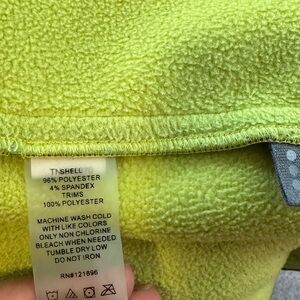 SHELL
96% POLYESTER
4% SPANDEX
TRIMS
100% POLYESTER
MACHINE WASH COLD
WITH LIKE COLORS
ONLY NON CHLORINE
BLEACH WHEN NEEDED
TUMBLE DRY LOW
DO NOT IRON
RN#121896